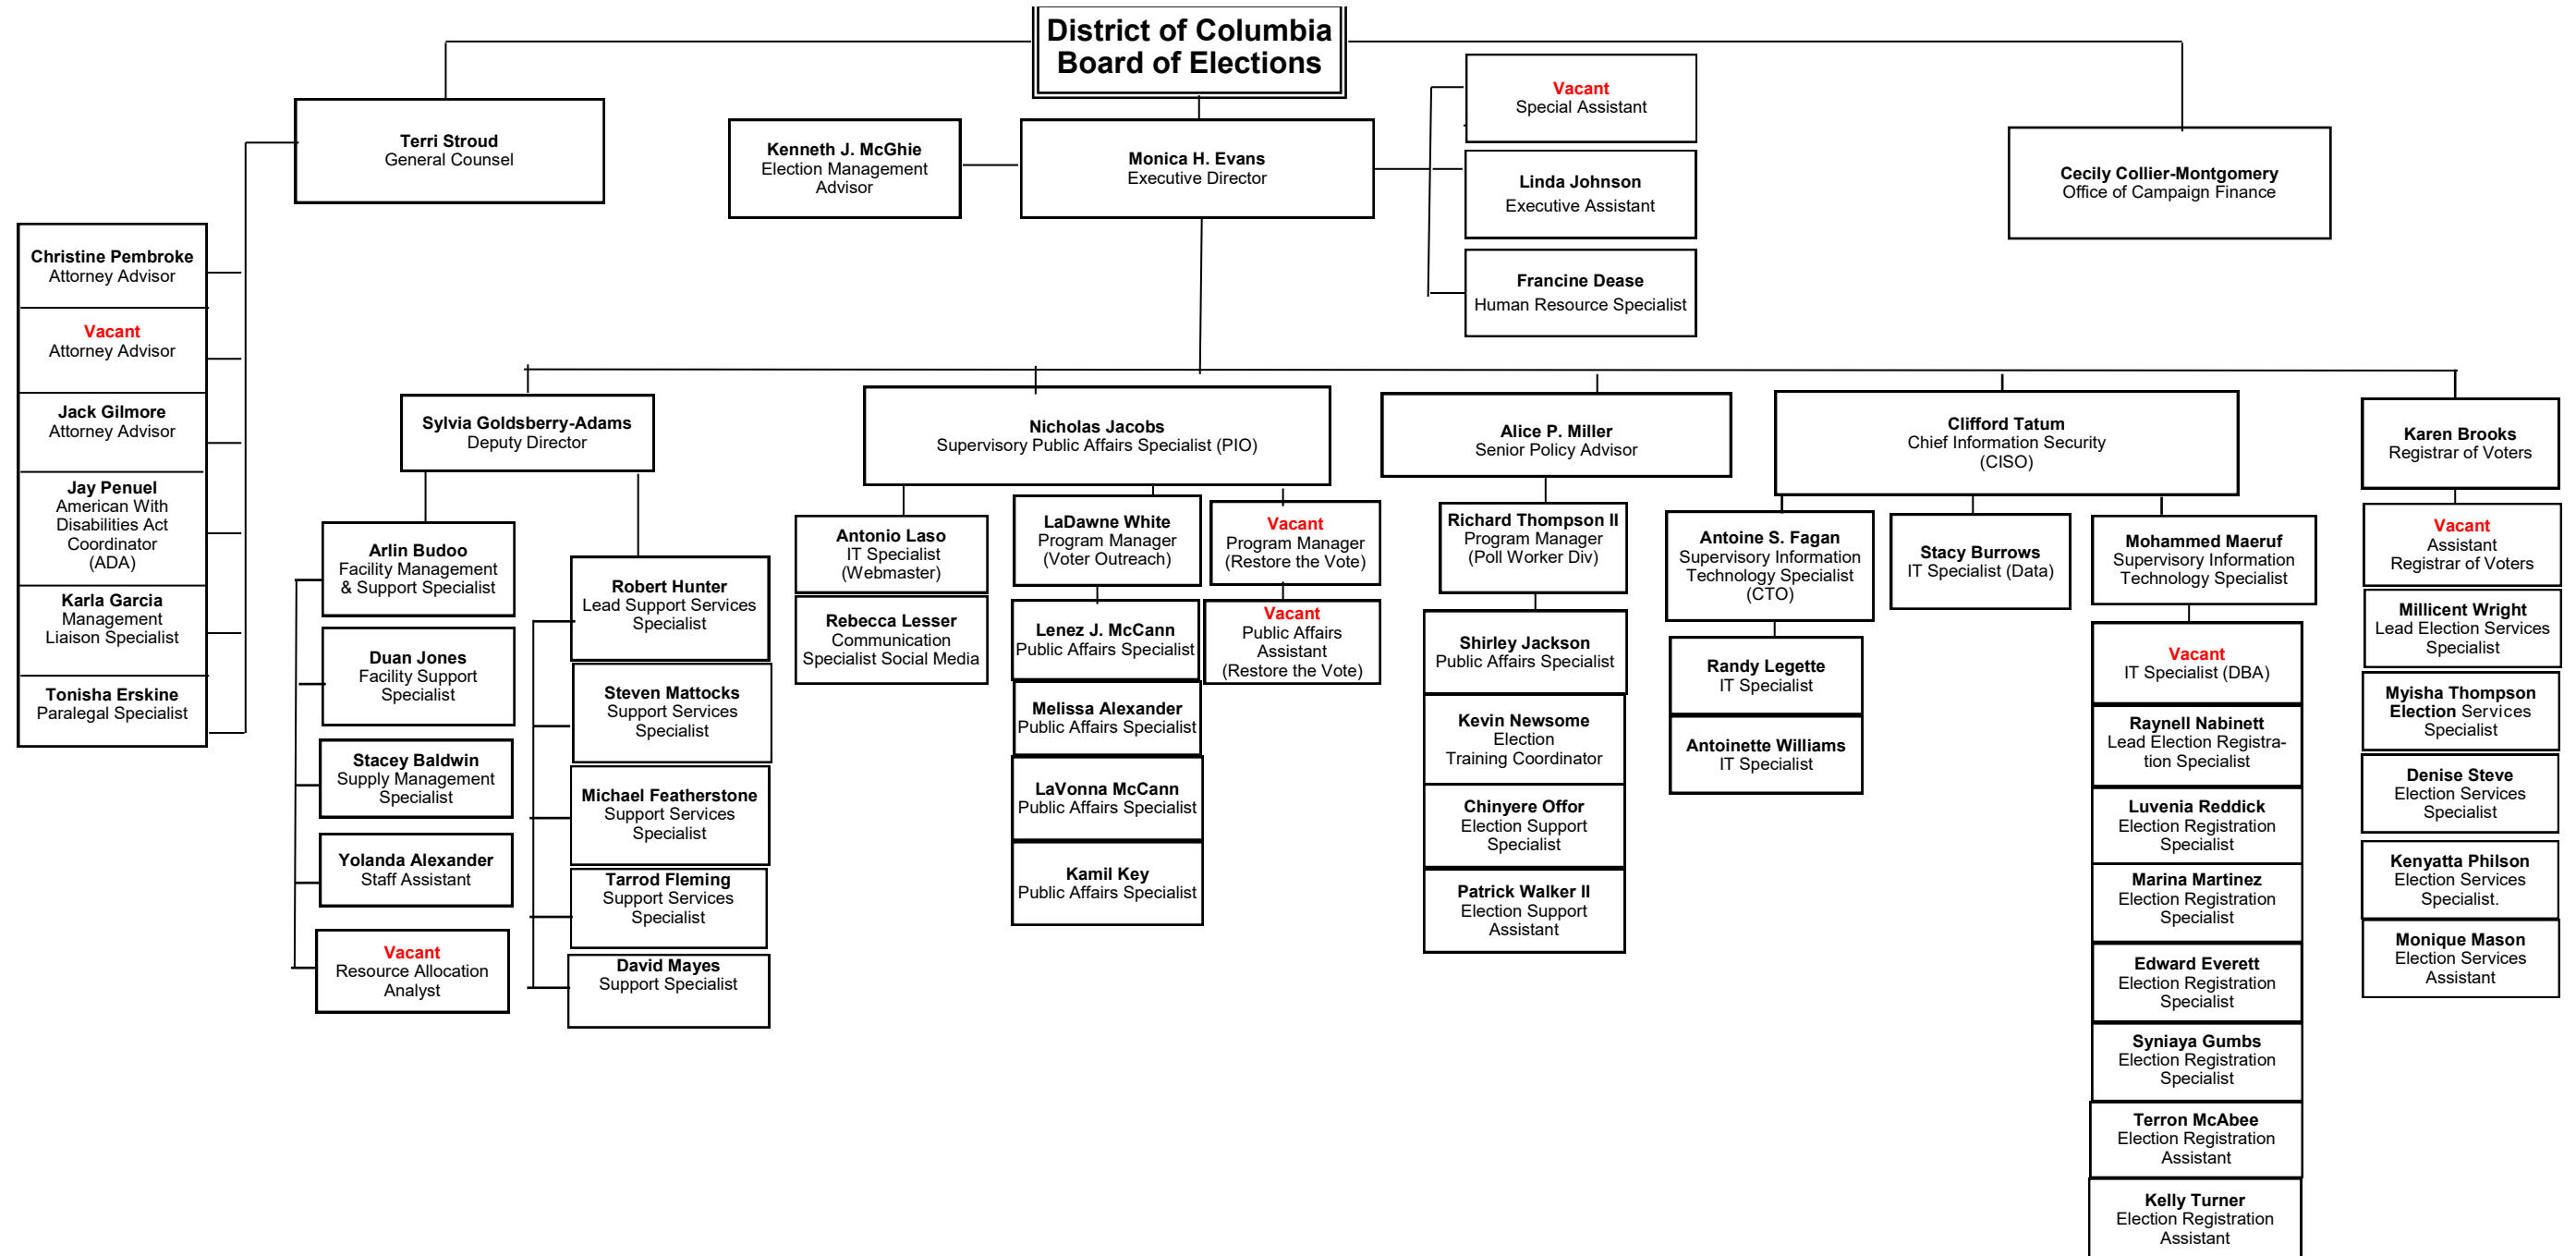 District of Columbia
Board of Elections
Terri Stroud
General Counsel
Kenneth J. McGhie
Election Management
Advisor
Monica H. Evans
Executive Director
Vacant
Special Assistant
Linda Johnson
Executive Assistant
Francine Dease
Human Resource Specialist
Cecily Collier-Montgomery
Office of Campaign Finance
Christine Pembroke
Attorney Advisor
Vacant
Attorney Advisor
Jack Gilmore
Attorney Advisor
Jay Penuel
American With
Disabilities Act
Coordinator
(ADA)
Karla Garcia
Management
Liaison Specialist
Tonisha Erskine
Paralegal Specialist
Sylvia Goldsberry-Adams
Deputy Director
Arlin Budoo
Facility Management
& Support Specialist
Duan Jones
Facility Support
Specialist
Stacey Baldwin
Supply Management
Specialist
Yolanda Alexander
Staff Assistant
Vacant
Resource Allocation
Analyst
Robert Hunter
Lead Support Services
Specialist
Steven Mattocks
Support Services
Specialist
Michael Featherstone
Support Services
Specialist
Tarrod Fleming
Support Services
Specialist
David Mayes
Support Specialist
Nicholas Jacobs
Supervisory Public Affairs Specialist (PIO)
Antonio Laso
IT Specialist
(Webmaster)
Rebecca Lesser
Communication
Specialist Social Media
LaDawne White
Program Manager
(Voter Outreach)
Lenez J. McCann
Public Affairs Specialist
Melissa Alexander
Public Affairs Specialist
LaVonna McCann
Public Affairs Specialist
Kamil Key
Public Affairs Specialist
Vacant
Program Manager
(Restore the Vote)
Vacant
Public Affairs
Assistant
(Restore the Vote)
Alice P. Miller
Senior Policy Advisor
Richard Thompson II
Program Manager
(Poll Worker Div)
Shirley Jackson
Public Affairs Specialist
Kevin Newsome
Election
Training Coordinator
Chinyere Offor
Election Support
Specialist
Patrick Walker II
Election Support
Assistant
Clifford Tatum
Chief Information Security
(CISO)
Antoine S. Fagan
Supervisory Information
Technology Specialist
(CTO)
Randy Legette
IT Specialist
Antoinette Williams
IT Specialist
Stacy Burrows
IT Specialist (Data)
Mohammed Maeruf
Supervisory Information
Technology Specialist
Vacant
IT Specialist (DBA)
Raynell Nabinett
Lead Election Registra-
tion Specialist
Luvenia Reddick
Election Registration
Specialist
Marina Martinez
Election Registration
Specialist
Edward Everett
Election Registration
Specialist
Syniaya Gumbs
Election Registration
Specialist
Terron McAbee
Election Registration
Assistant
Kelly Turner
Election Registration
Assistant
Karen Brooks
Registrar of Voters
Vacant
Assistant
Registrar of Voters
Millicent Wright
Lead Election Services
Specialist
Myisha Thompson
Election Services
Specialist
Denise Steve
Election Services
Specialist
Kenyatta Philson
Election Services
Specialist.
Monique Mason
Election Services
Assistant